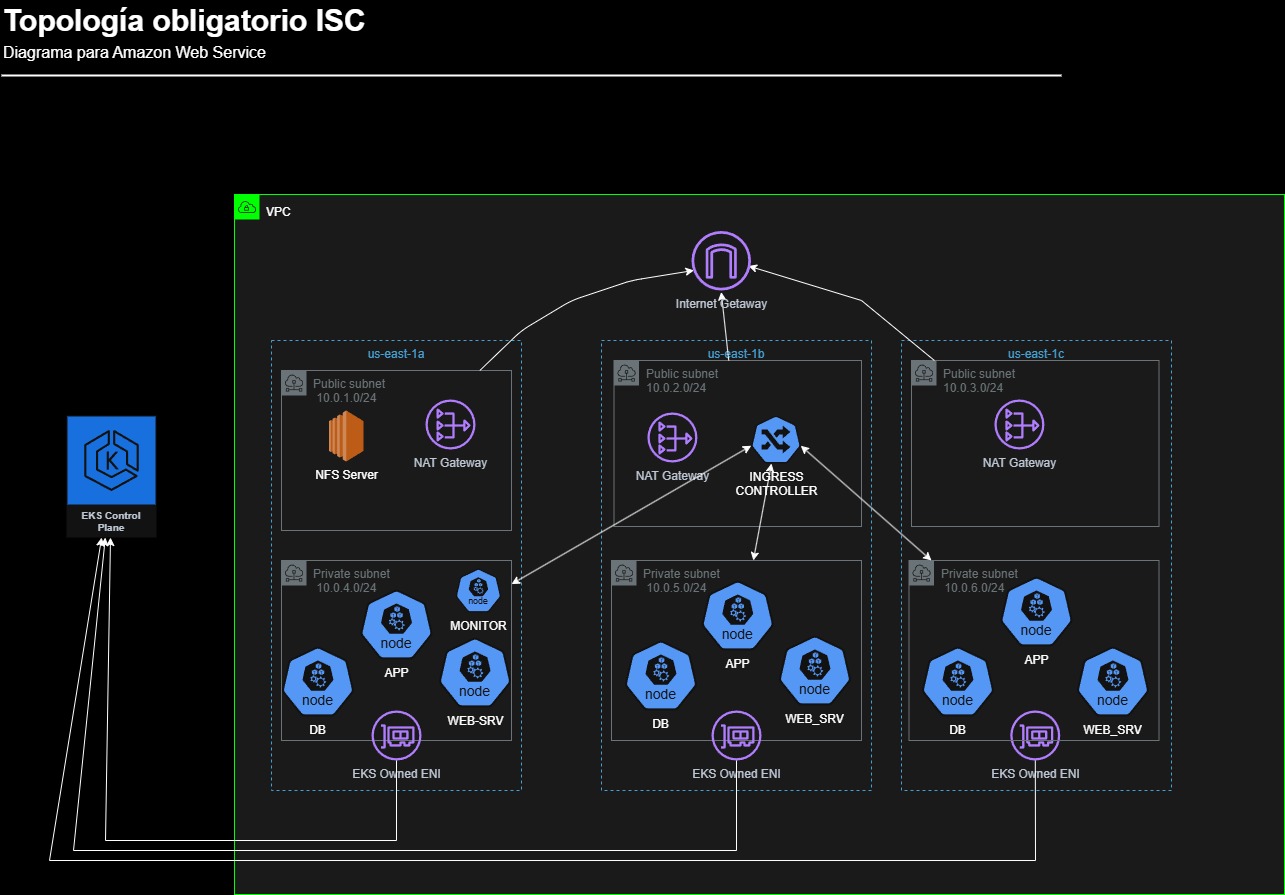 Topología obligatorio ISC
Diagrama para Amazon Web Service
VPC
Internet Getaway
us-east-1a
Public subnet
10.0.1.0/24
NFS Server
NAT Gateway
us-east-1b
Public subnet
10.0.2.0/24
NAT Gateway
INGRESS
CONTROLLER
us-east-1c
Public subnet
10.0.3.0/24
NAT Gateway
K
EKS Control
Plane
Private subnet
10.0.4.0/24
node
MONITOR
node
APP
node
DB
node
WEB-SRV
EKS Owned ENI
Private subnet
10.0.5.0/24
node
APP
node
DB
node
WEB_SRV
EKS Owned ENI
Private subnet
10.0.6.0/24
node
APP
node
DB
node
WEB_SRV
EKS Owned ENI